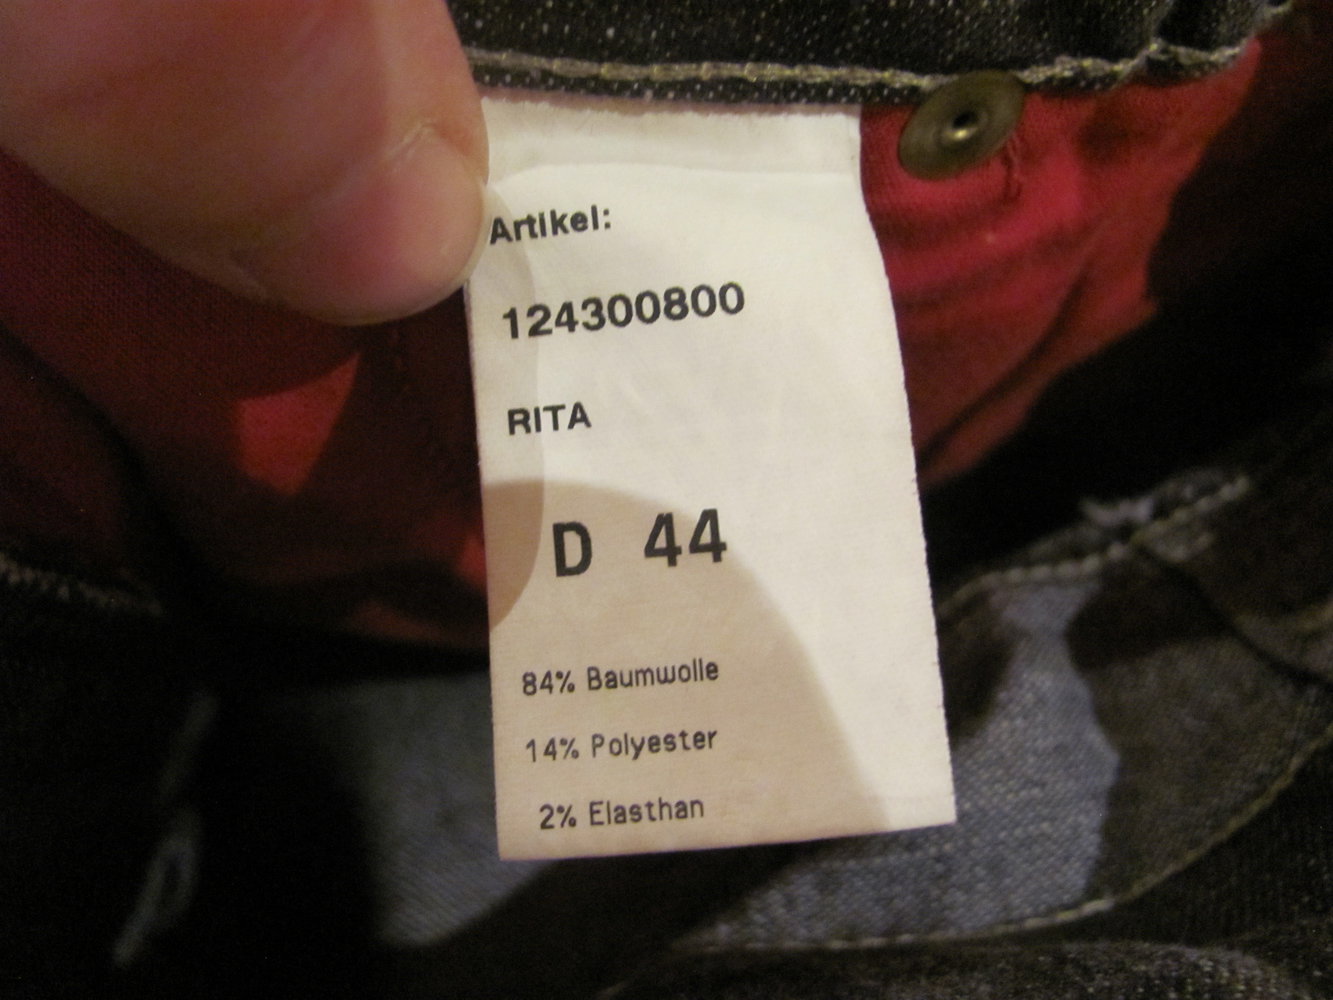 Artikel:
124300800
RITA
D 44
84% Baumwolle
14% Polyester
2% Elasthan